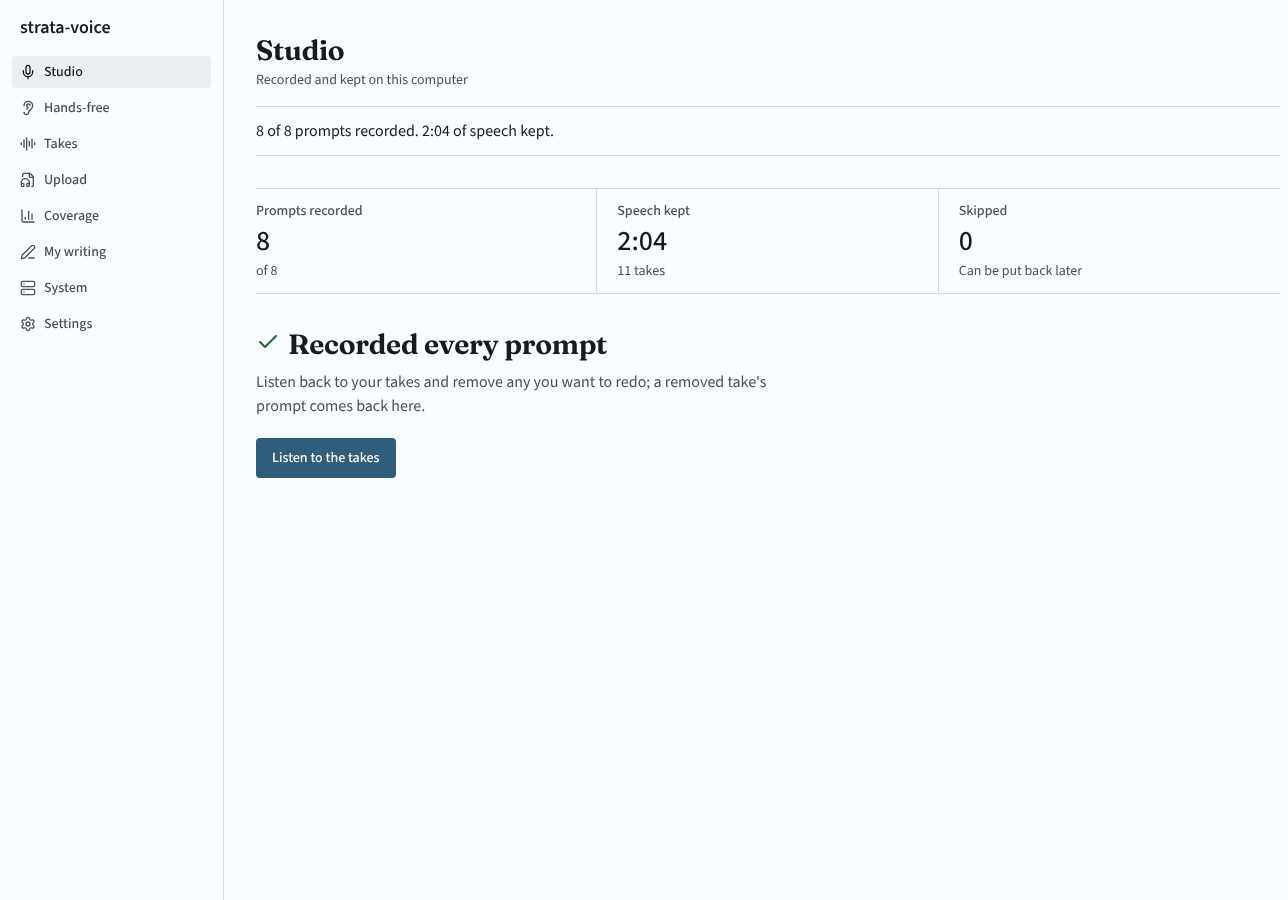 strata-voice
Studio
Hands-free
Takes
Upload
Coverage
My writing
System
Settings
Studio
Recorded and kept on this computer
8 of 8 prompts recorded. 2:04 of speech kept.
Prompts recorded
8
of 8
Speech kept
2:04
11 takes
Skipped
0
Can be put back later
Recorded every prompt
Listen back to your takes and remove any you want to redo; a removed take's
prompt comes back here.
Listen to the takes